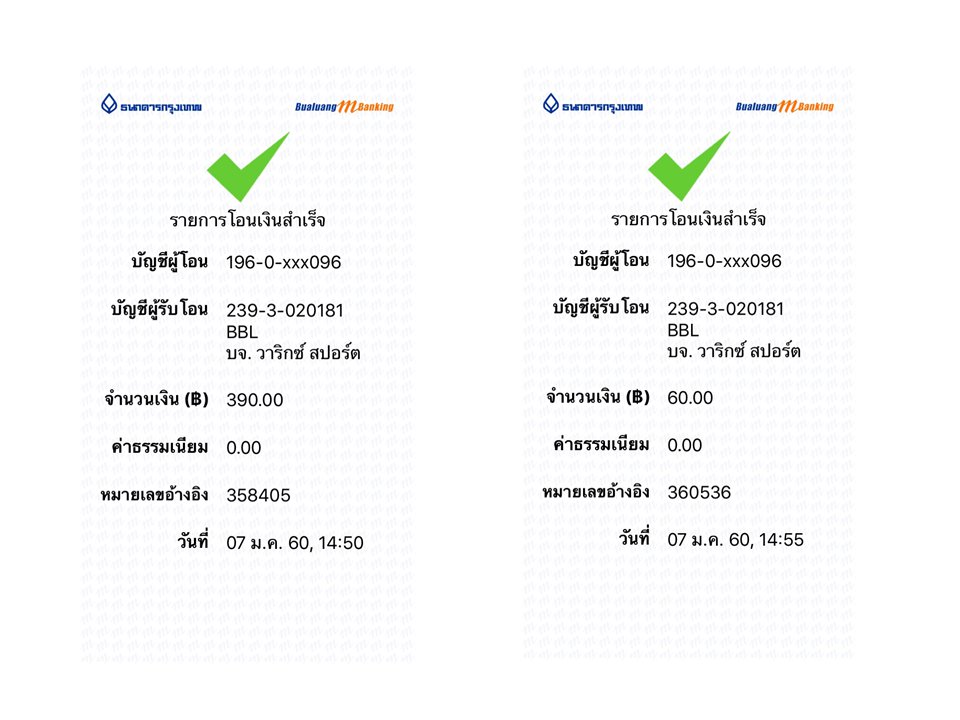 ธนาคารกรุงเทพ Bualuang mBanking
รายการโอนเงินสำเร็จ
บัญชีผู้โอน 196-0-xxx096
บัญชีผู้รับโอน 239-3-020181
BBL
บจ. วาริกซ์ สปอร์ต
จำนวนเงิน (฿) 390.00
ค่าธรรมเนียม 0.00
หมายเลขอ้างอิง 358405
วันที่ 07 ม.ค. 60, 14:50
ธนาคารกรุงเทพ Bualuang mBanking
รายการโอนเงินสำเร็จ
บัญชีผู้โอน 196-0-xxx096
บัญชีผู้รับโอน 239-3-020181
BBL
บจ. วาริกซ์ สปอร์ต
จำนวนเงิน (฿) 60.00
ค่าธรรมเนียม 0.00
หมายเลขอ้างอิง 360536
วันที่ 07 ม.ค. 60, 14:55